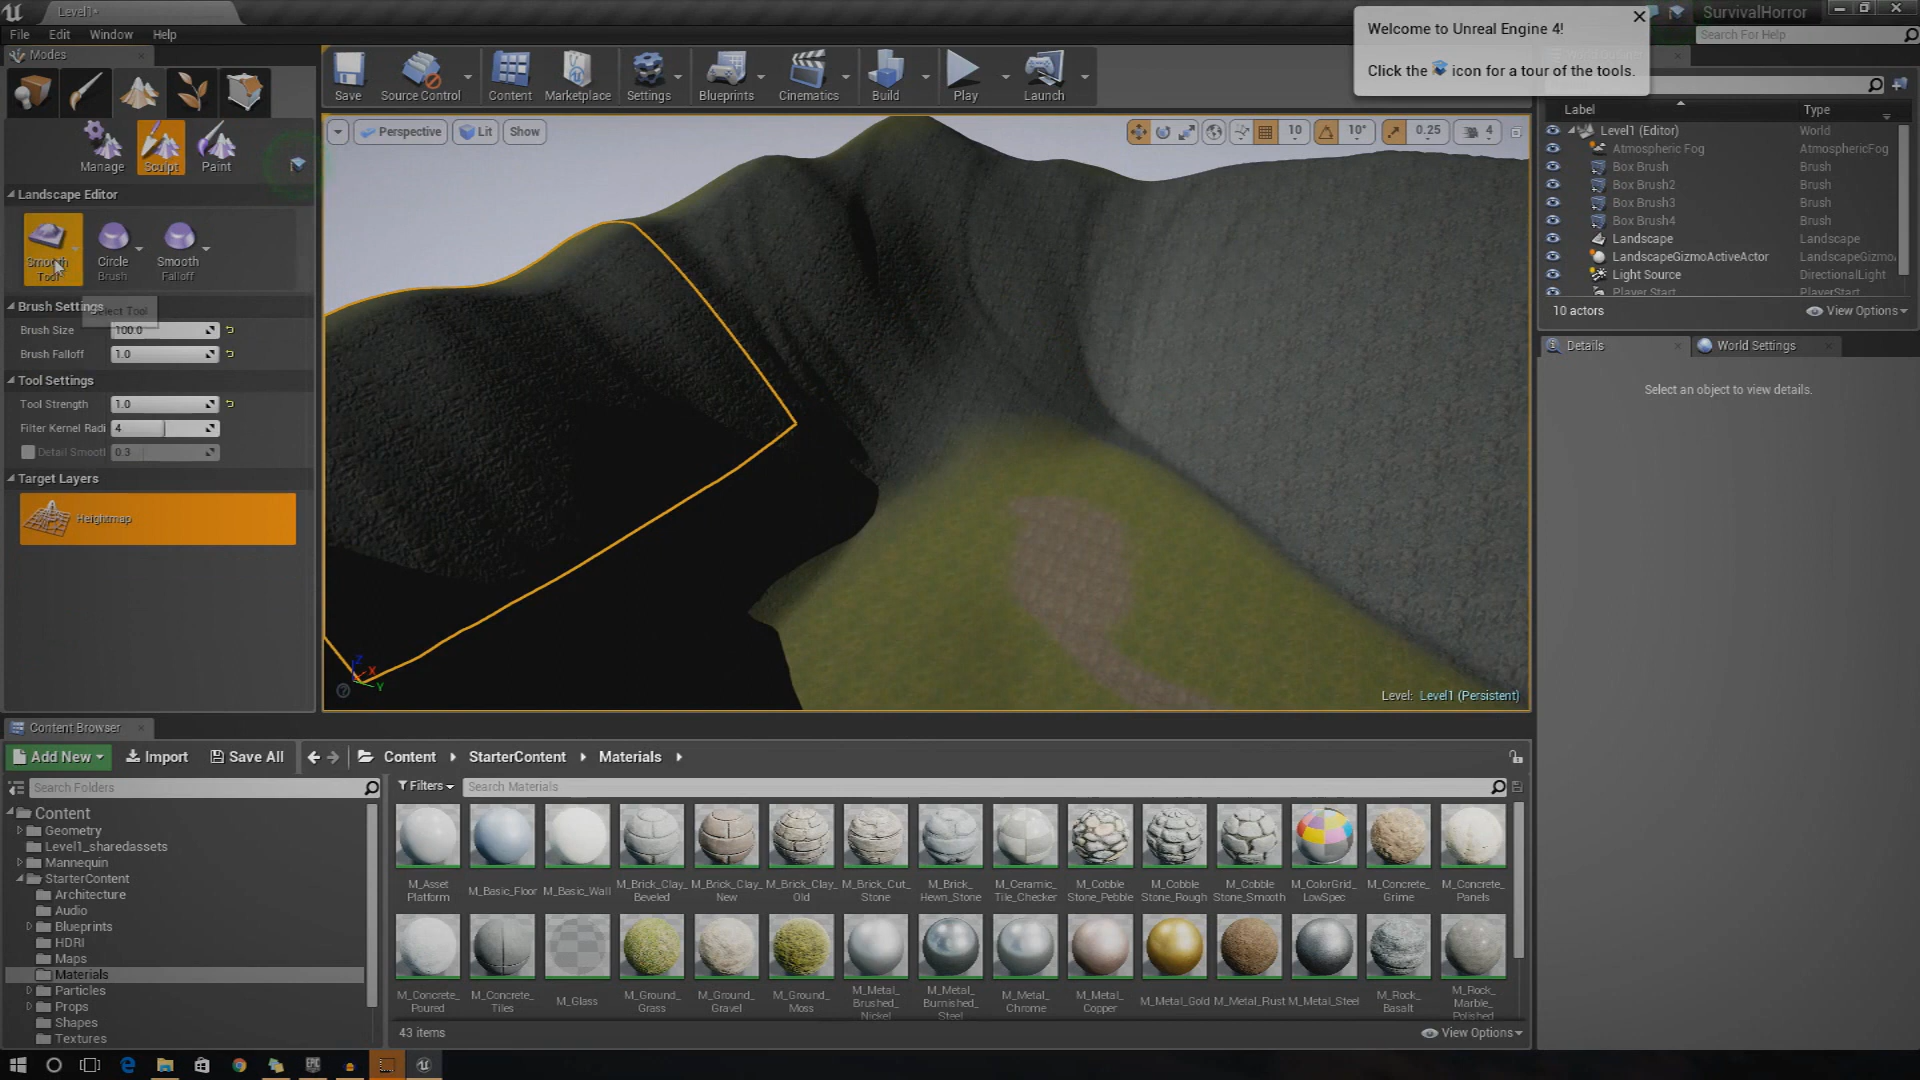 Level1*
SurvivalHorror
File Edit Window Help
Search For Help
Welcome to Unreal Engine 4!
Click the icon for a tour of the tools.
Modes
Save Source Control Content Marketplace Settings Blueprints Cinematics Build Play Launch
Manage Sculpt Paint
Perspective Lit Show
10 10° 0.25 4
Landscape Editor
Smooth Tool
Circle Brush
Smooth Falloff
Brush Settings
Select Tool
Brush Size 100.0
Brush Falloff 1.0
Tool Settings
Tool Strength 1.0
Filter Kernel Radi 4
Detail Smooth 0.3
Target Layers
Heightmap
Z X Y
Level: Level1 (Persistent)
Label Type
Level1 (Editor) World
Atmospheric Fog AtmosphericFog
Box Brush Brush
Box Brush2 Brush
Box Brush3 Brush
Box Brush4 Brush
Landscape Landscape
LandscapeGizmoActiveActor LandscapeGizmo
Light Source DirectionalLight
Player Start PlayerStart
10 actors View Options
Details World Settings
Select an object to view details.
Content Browser
Add New Import Save All Content StarterContent Materials
Search Folders
Filters Search Materials
Content
Geometry
Level1_sharedassets
Mannequin
StarterContent
Architecture
Audio
Blueprints
HDRI
Maps
Materials
Particles
Props
Shapes
Textures
M_Asset Platform
M_Basic_Floor
M_Basic_Wall
M_Brick_Clay_Beveled
M_Brick_Clay_New
M_Brick_Clay_Old
M_Brick_Cut_Stone
M_Brick_Hewn_Stone
M_Ceramic_Tile_Checker
M_Cobble Stone_Pebble
M_Cobble Stone_Rough
M_Cobble Stone_Smooth
M_ColorGrid_LowSpec
M_Concrete_Grime
M_Concrete_Panels
M_Concrete_Poured
M_Concrete_Tiles
M_Glass
M_Ground_Grass
M_Ground_Gravel
M_Ground_Moss
M_Metal_Brushed_Nickel
M_Metal_Burnished_Steel
M_Metal_Chrome
M_Metal_Copper
M_Metal_Gold
M_Metal_Rust
M_Metal_Steel
M_Rock_Basalt
M_Rock_Marble_Polished
43 items View Options